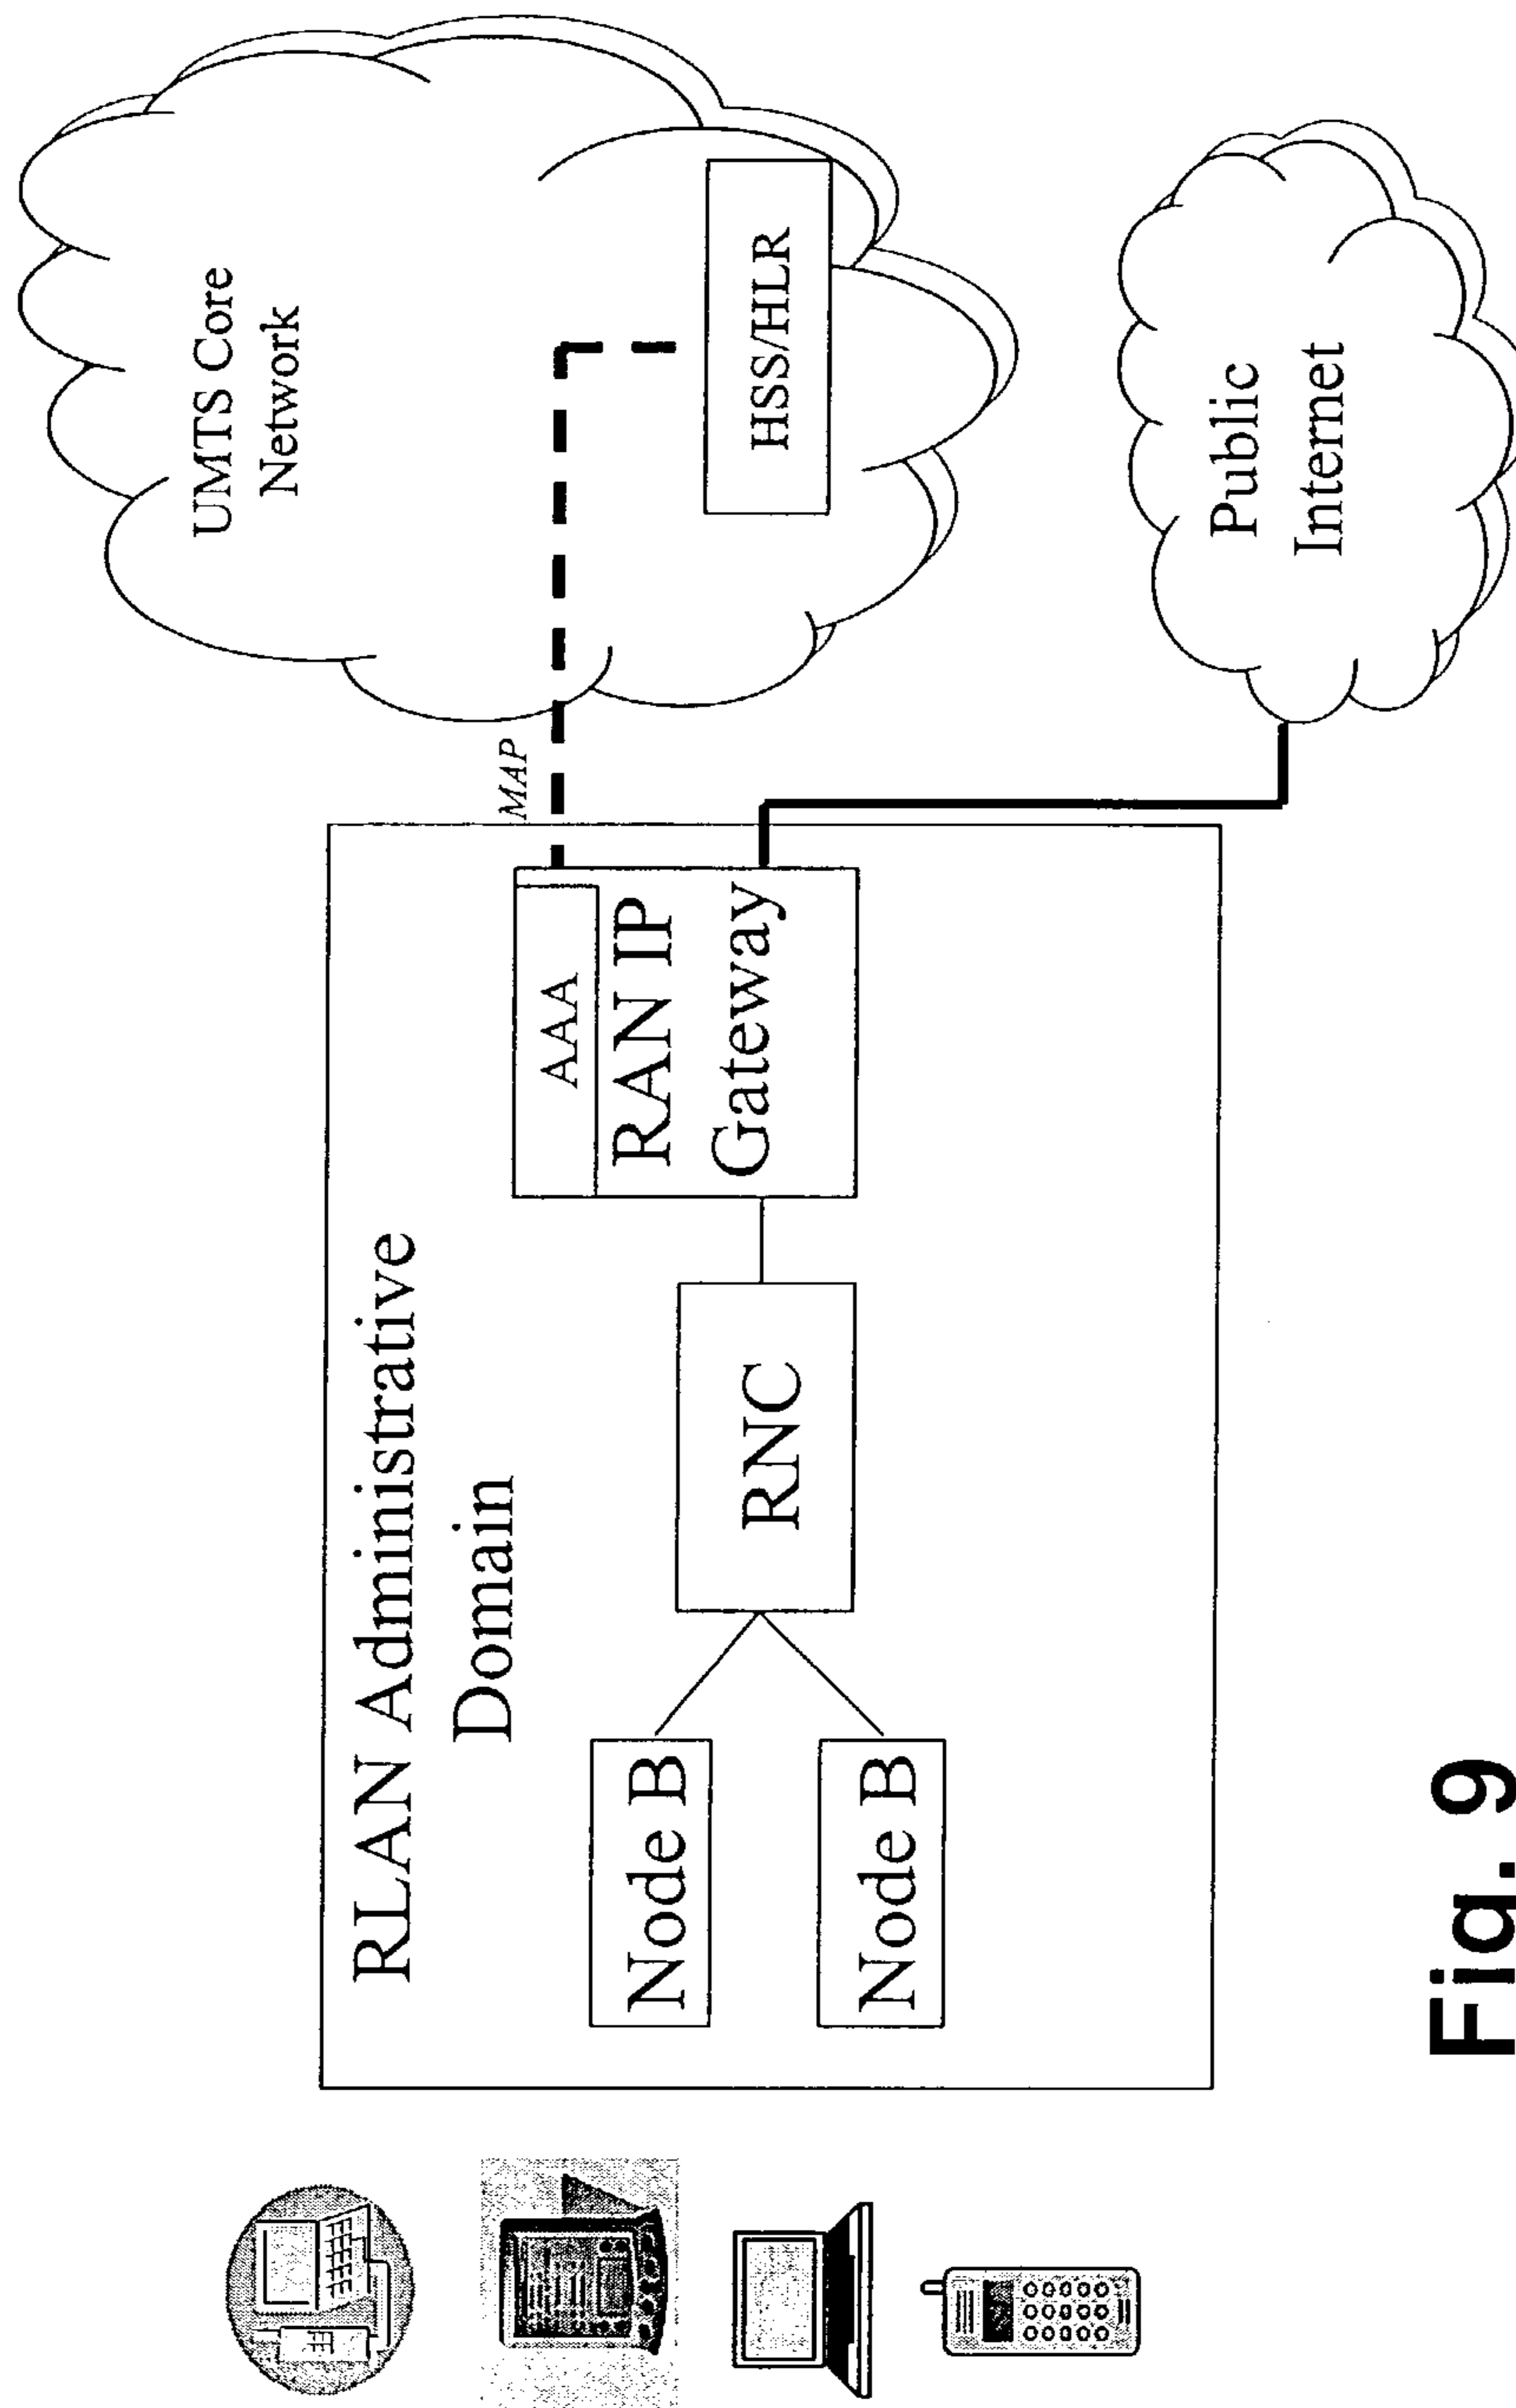 RLAN Administrative
Domain
Node B
Node B
RNC
AAA
RAN IP
Gateway
MAP
UMTS Core
Network
HSS/HLR
Public
Internet
Fig. 9